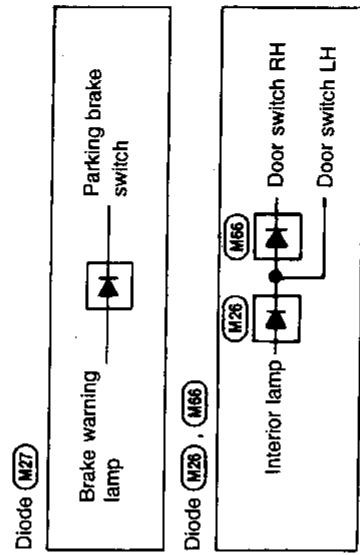 Diode M27
Brake warning
lamp
Parking brake
switch
Diode M26 , M66
Interior lamp
M26
M66
Door switch RH
Door switch LH